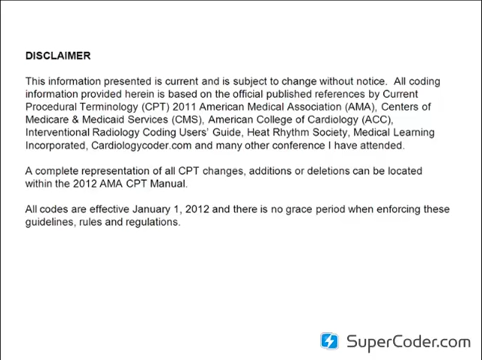 DISCLAIMER
This information presented is current and is subject to change without notice. All coding
information provided herein is based on the official published references by Current
Procedural Terminology (CPT) 2011 American Medical Association (AMA), Centers of
Medicare & Medicaid Services (CMS), American College of Cardiology (ACC),
Interventional Radiology Coding Users' Guide, Heat Rhythm Society, Medical Learning
Incorporated, Cardiologycoder.com and many other conference I have attended.
A complete representation of all CPT changes, additions or deletions can be located
within the 2012 AMA CPT Manual.
All codes are effective January 1, 2012 and there is no grace period when enforcing these
guidelines, rules and regulations.
SuperCoder.com